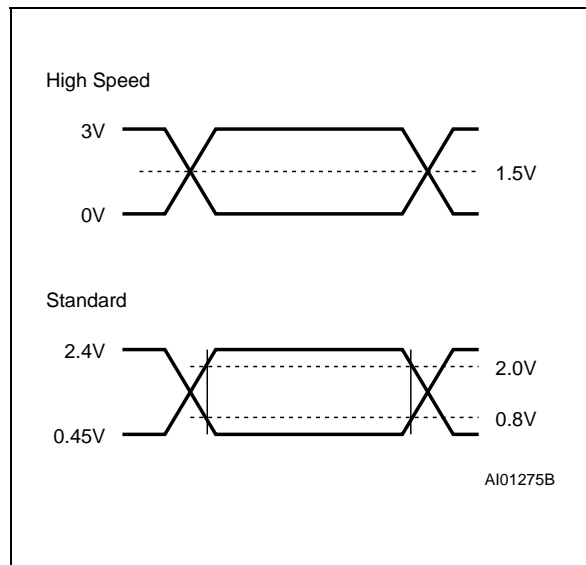 High Speed
3V
1.5V
0V
Standard
2.4V
2.0V
0.8V
0.45V
AI01275B